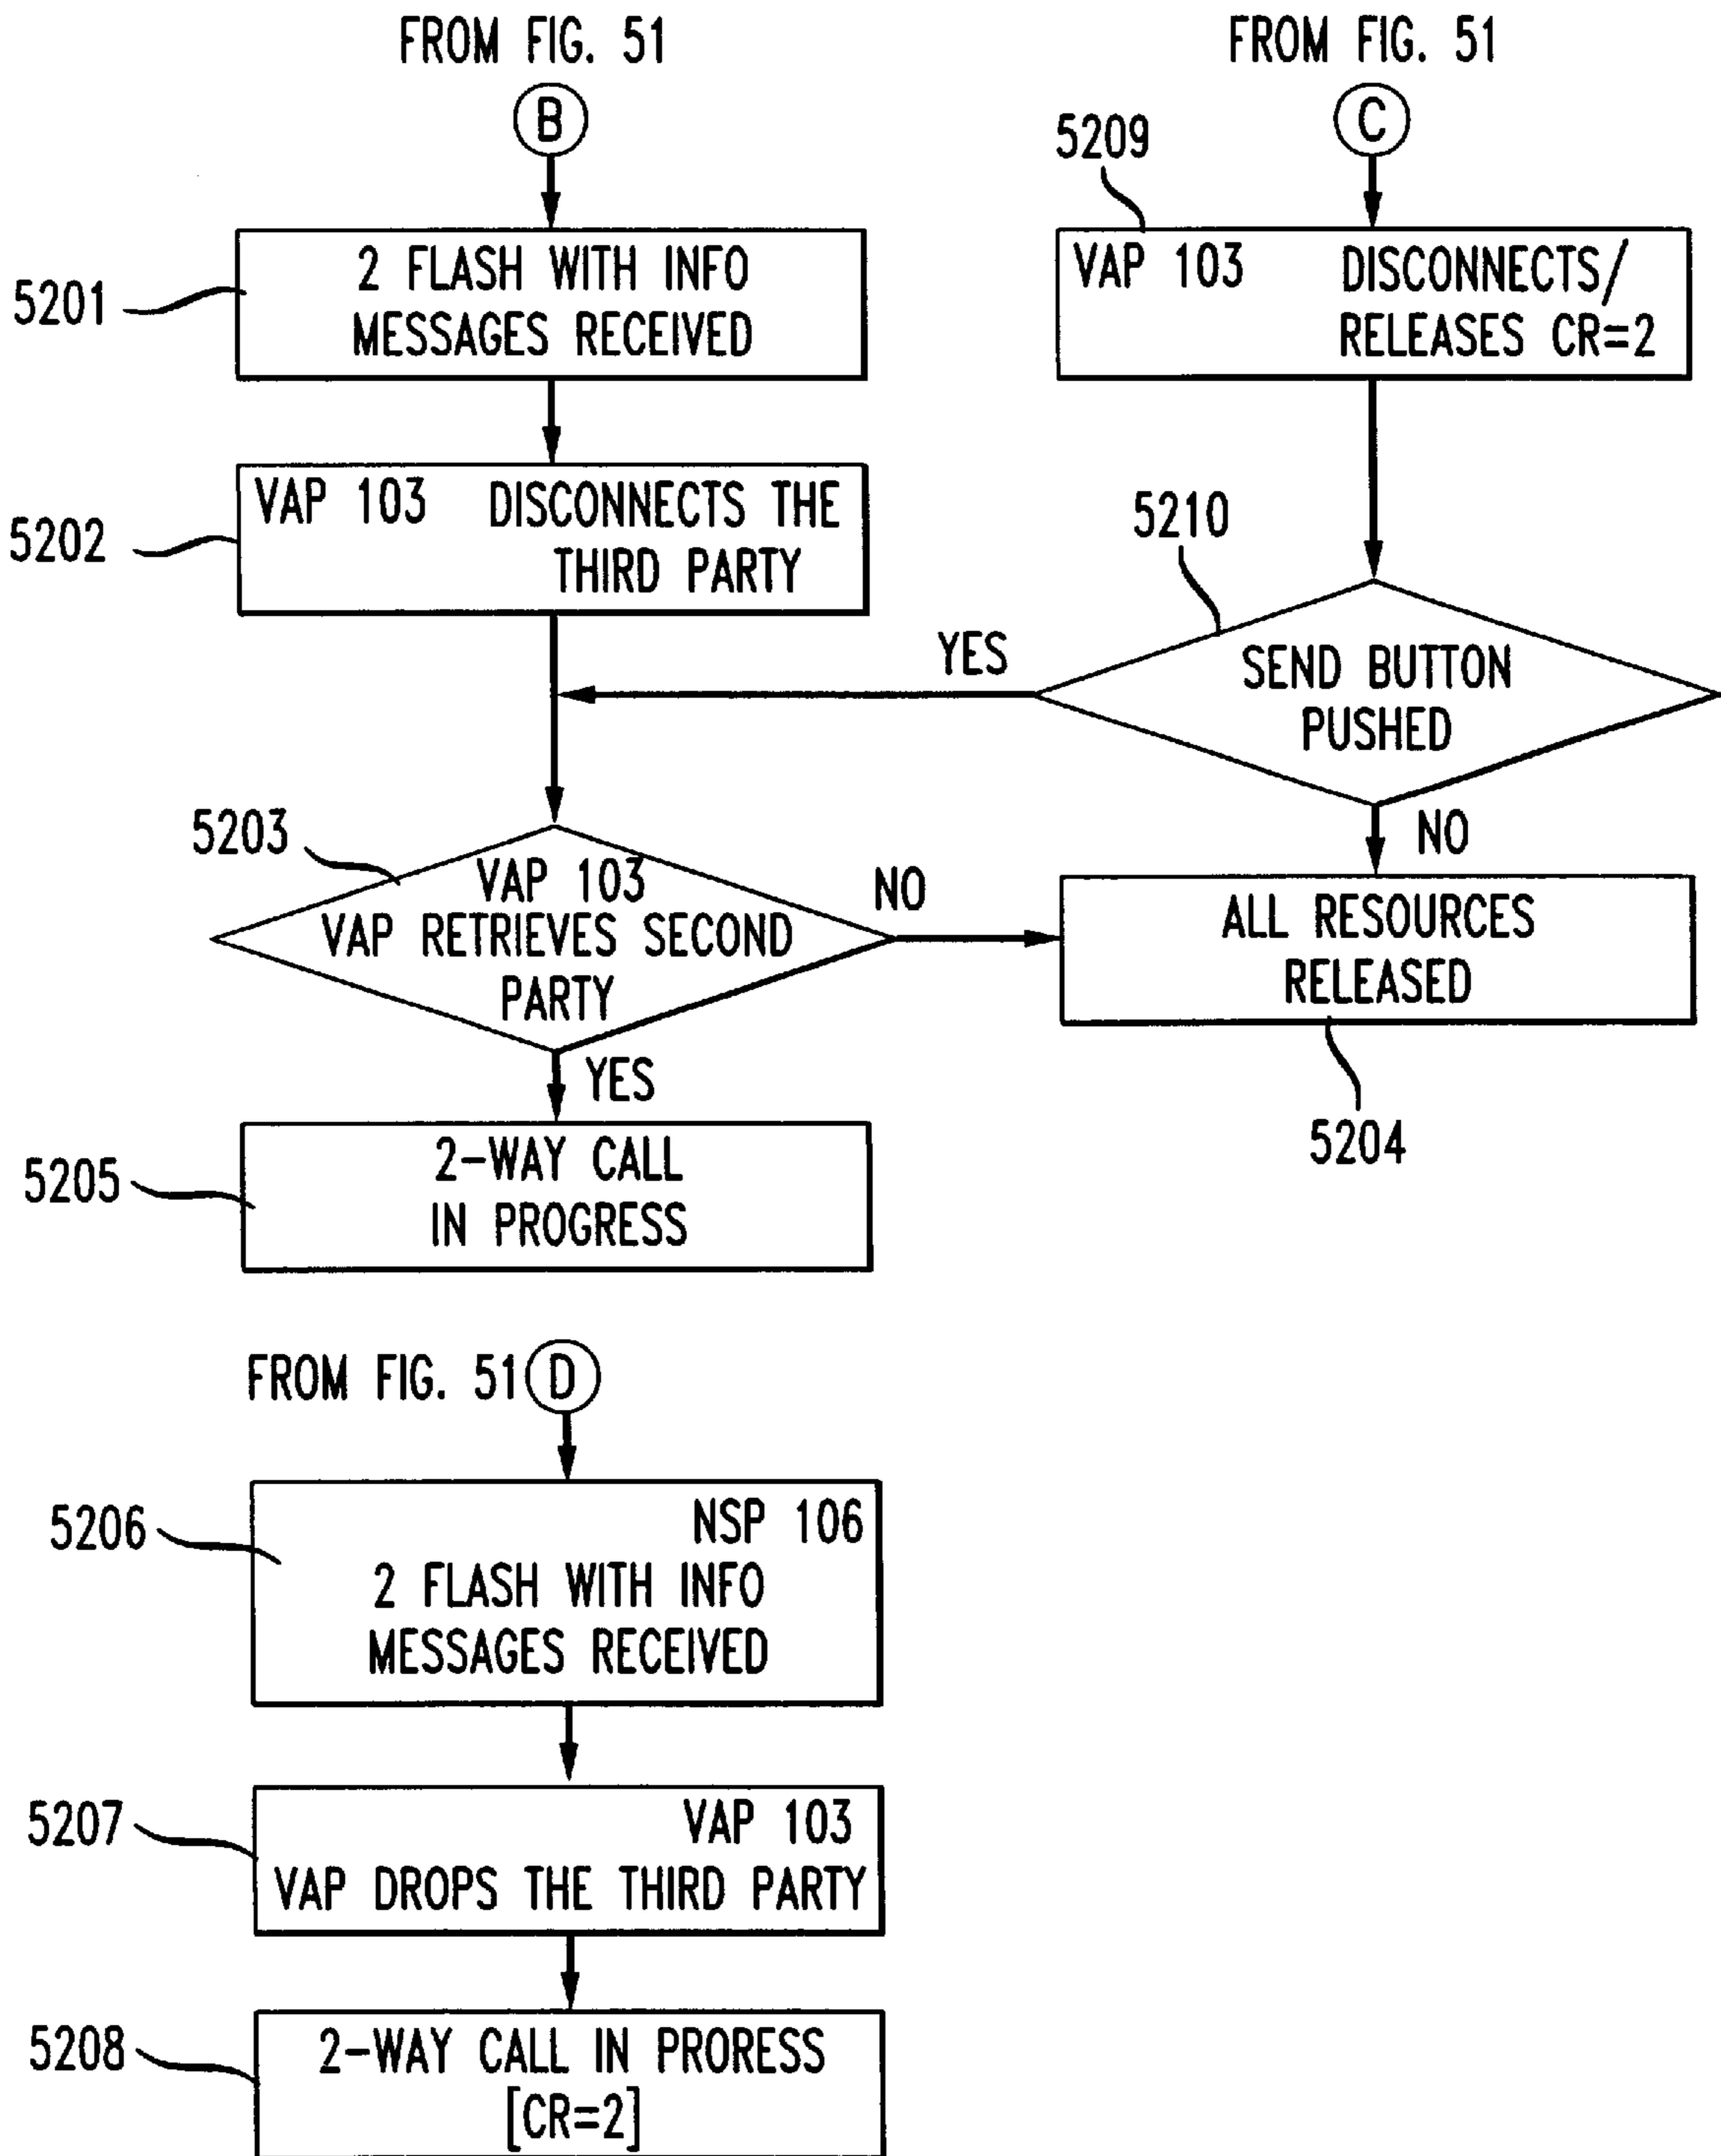 FROM FIG. 51
B
5201
2 FLASH WITH INFO
MESSAGES RECEIVED
5202
VAP 103 DISCONNECTS THE
THIRD PARTY
5203
VAP 103
VAP RETRIEVES SECOND
PARTY
NO
YES
5205
2-WAY CALL
IN PROGRESS
FROM FIG. 51
C
5209
VAP 103 DISCONNECTS/
RELEASES CR=2
5210
SEND BUTTON
PUSHED
YES
NO
ALL RESOURCES
RELEASED
5204
FROM FIG. 51 D
5206
NSP 106
2 FLASH WITH INFO
MESSAGES RECEIVED
5207
VAP 103
VAP DROPS THE THIRD PARTY
5208
2-WAY CALL IN PRORESS
[CR=2]